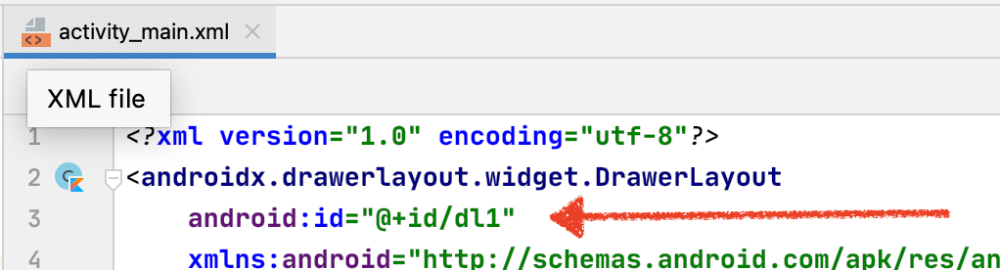 activity_main.xml
XML file
1 <?xml version="1.0" encoding="utf-8"?>
2 <androidx.drawerlayout.widget.DrawerLayout
3 android:id="@+id/dl1"
4 xmlns:android="http://schemas.android.com/apk/res/an